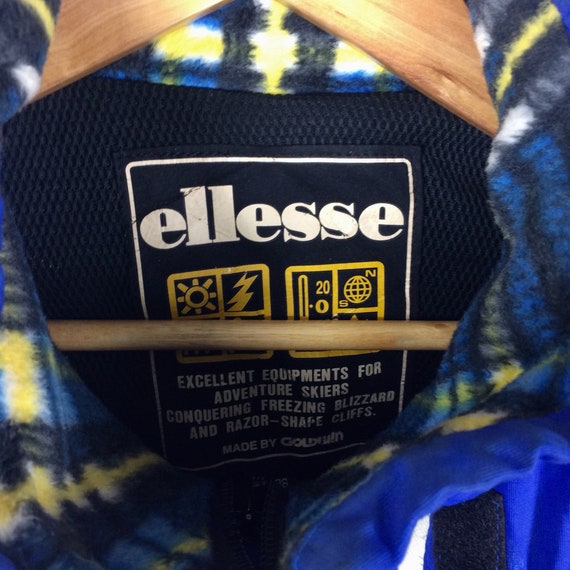 ellesse
20
0
N
S
EXCELLENT EQUIPMENTS FOR
ADVENTURE SKIERS
CONQUERING FREEZING BLIZZARD
AND RAZOR-SHAPE CLIFFS.
MADE BY GOLDWIN